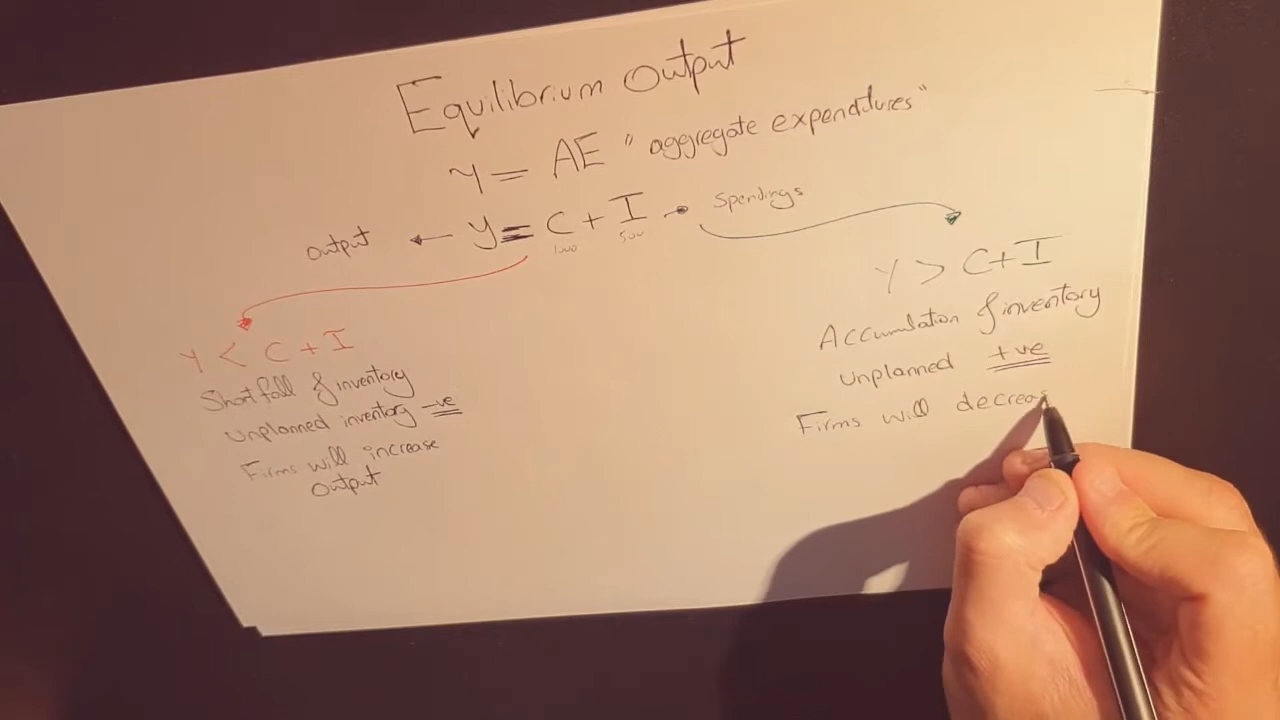 Equilibrium Output
Y = AE "aggregate expenditures"
Output ← Y = C + I → Spendings
1000 500
Y < C + I
Shortfall of inventory
Unplanned inventory -ve
Firms will increase
output
Y > C + I
Accumulation of inventory
Unplanned +ve
Firms will decreas